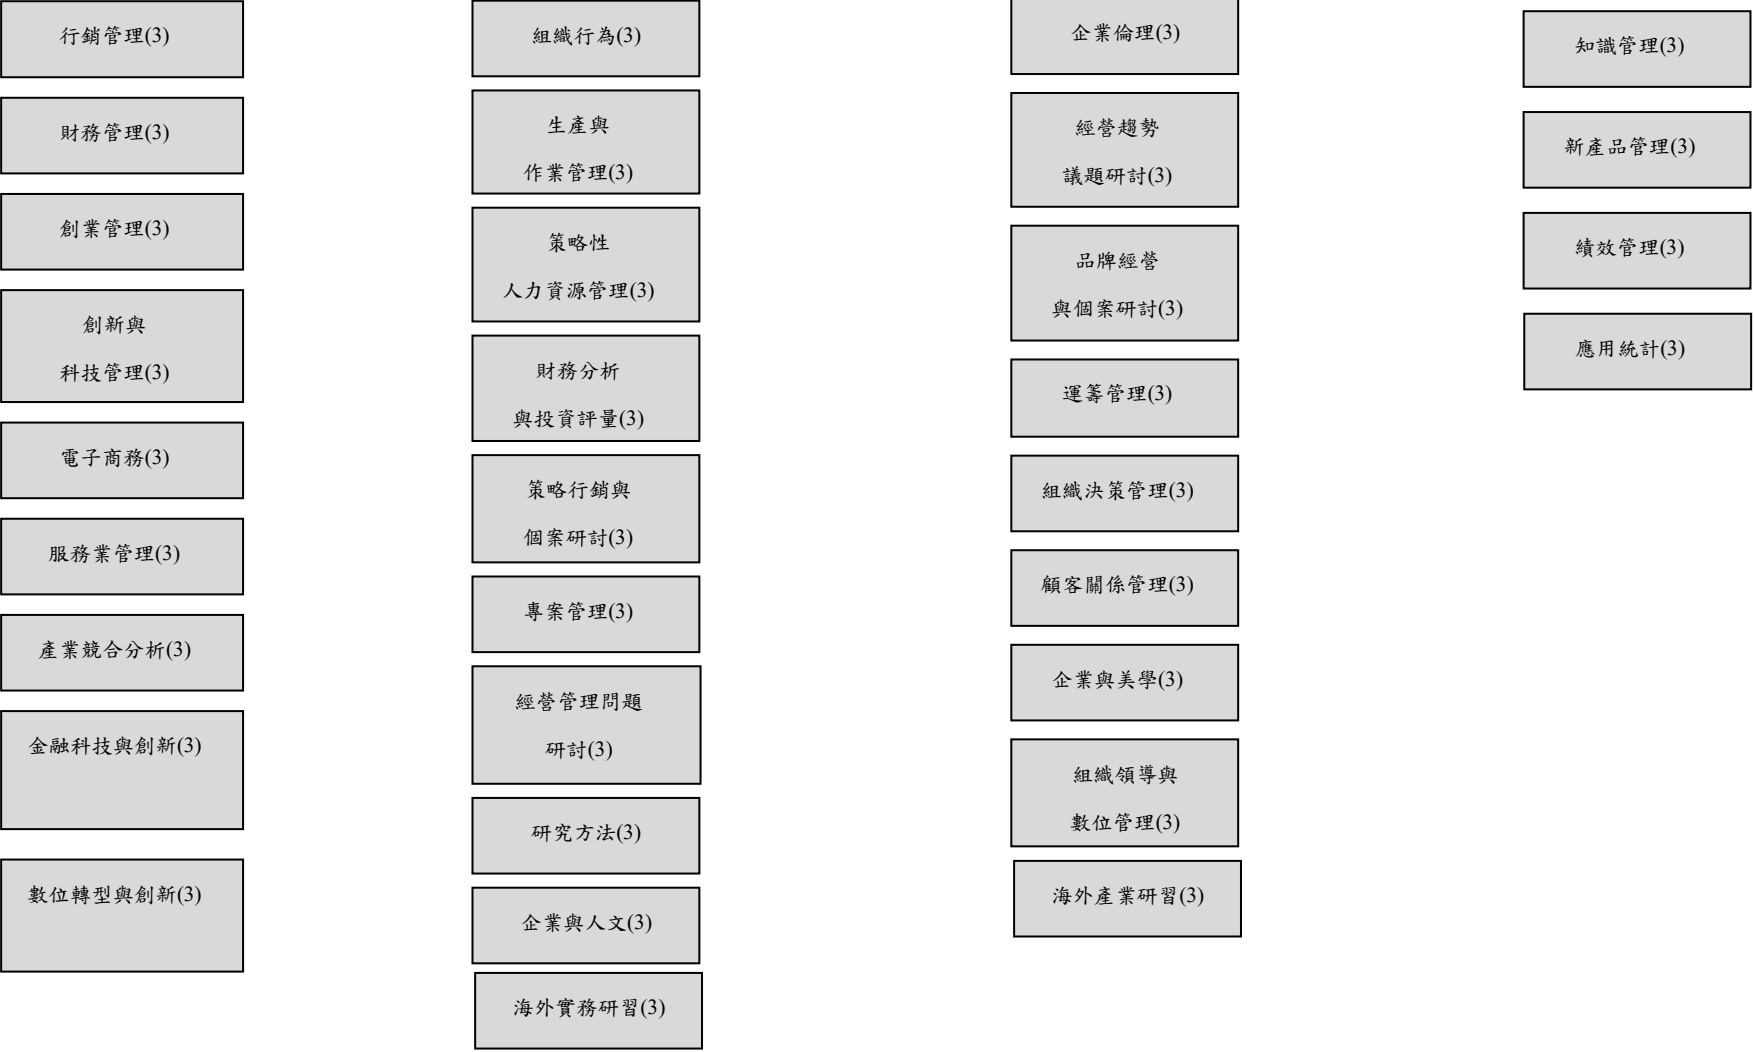 行銷管理(3)
財務管理(3)
創業管理(3)
創新與
科技管理(3)
電子商務(3)
服務業管理(3)
產業競合分析(3)
金融科技與創新(3)
數位轉型與創新(3)
組織行為(3)
生產與
作業管理(3)
策略性
人力資源管理(3)
財務分析
與投資評量(3)
策略行銷與
個案研討(3)
專案管理(3)
經營管理問題
研討(3)
研究方法(3)
企業與人文(3)
海外實務研習(3)
企業倫理(3)
經營趨勢
議題研討(3)
品牌經營
與個案研討(3)
運籌管理(3)
組織決策管理(3)
顧客關係管理(3)
企業與美學(3)
組織領導與
數位管理(3)
海外產業研習(3)
知識管理(3)
新產品管理(3)
績效管理(3)
應用統計(3)